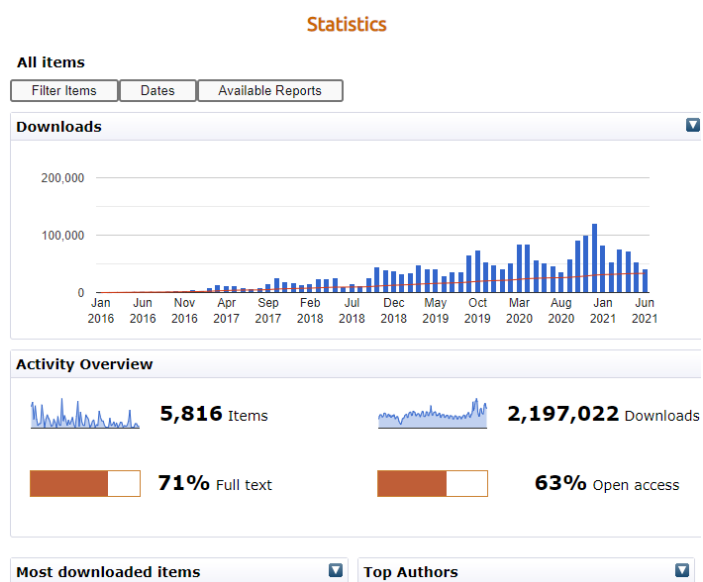 Statistics
All items
Filter Items Dates Available Reports
Downloads
200,000
100,000
0
Jan Jun Nov Apr Sep Feb Jul Dec May Oct Mar Aug Jan Jun
2016 2016 2016 2017 2017 2018 2018 2018 2019 2019 2020 2020 2021 2021
Activity Overview
5,816 Items 2,197,022 Downloads
71% Full text 63% Open access
Most downloaded items Top Authors